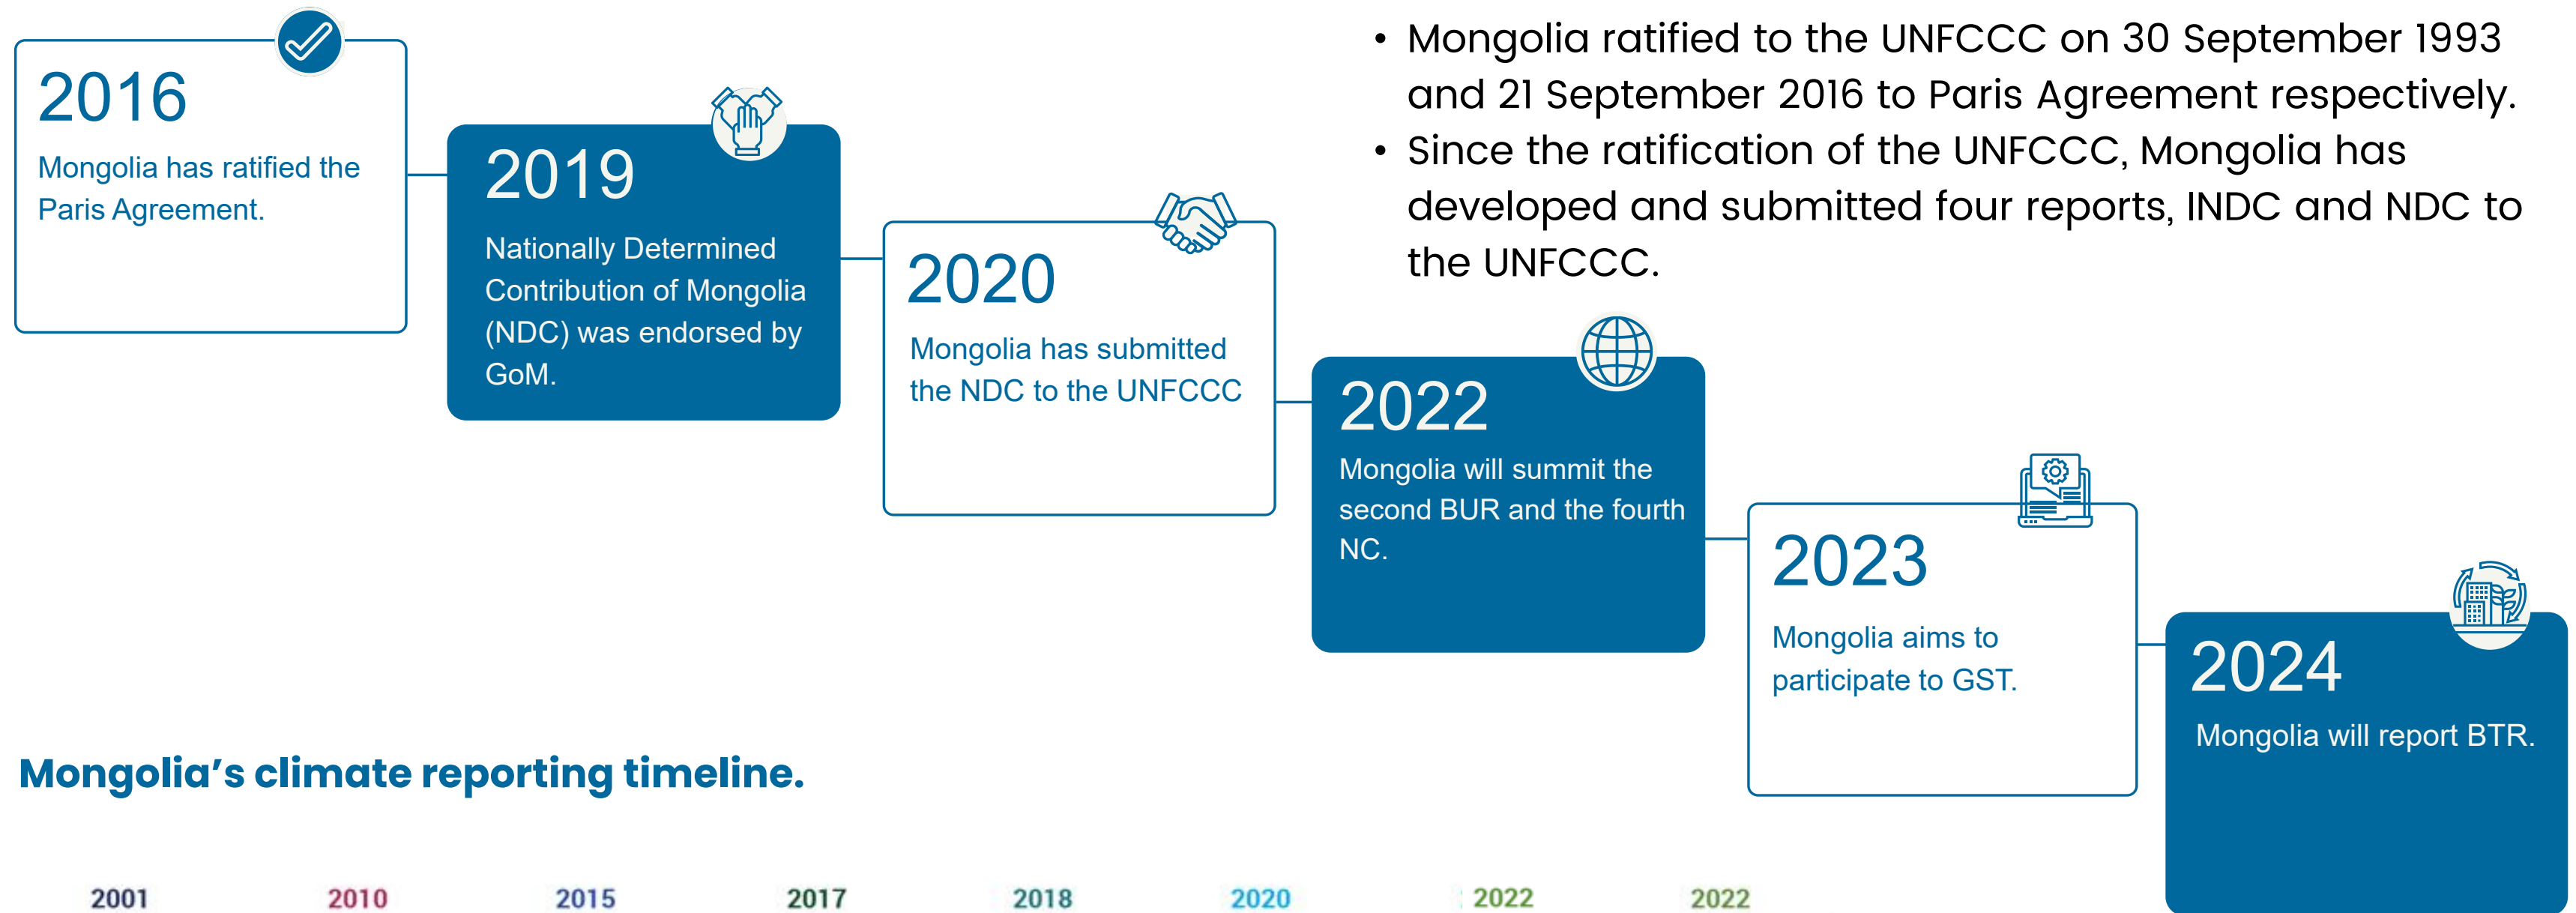 2016
Mongolia has ratified the
Paris Agreement.
2019
Nationally Determined
Contribution of Mongolia
(NDC) was endorsed by
GoM.
2020
Mongolia has submitted
the NDC to the UNFCCC
• Mongolia ratified to the UNFCCC on 30 September 1993
and 21 September 2016 to Paris Agreement respectively.
• Since the ratification of the UNFCCC, Mongolia has
developed and submitted four reports, INDC and NDC to
the UNFCCC.
2022
Mongolia will summit the
second BUR and the fourth
NC.
2023
Mongolia aims to
participate to GST.
2024
Mongolia will report BTR.
Mongolia’s climate reporting timeline.
2001 2010 2015 2017 2018 2020 2022 2022